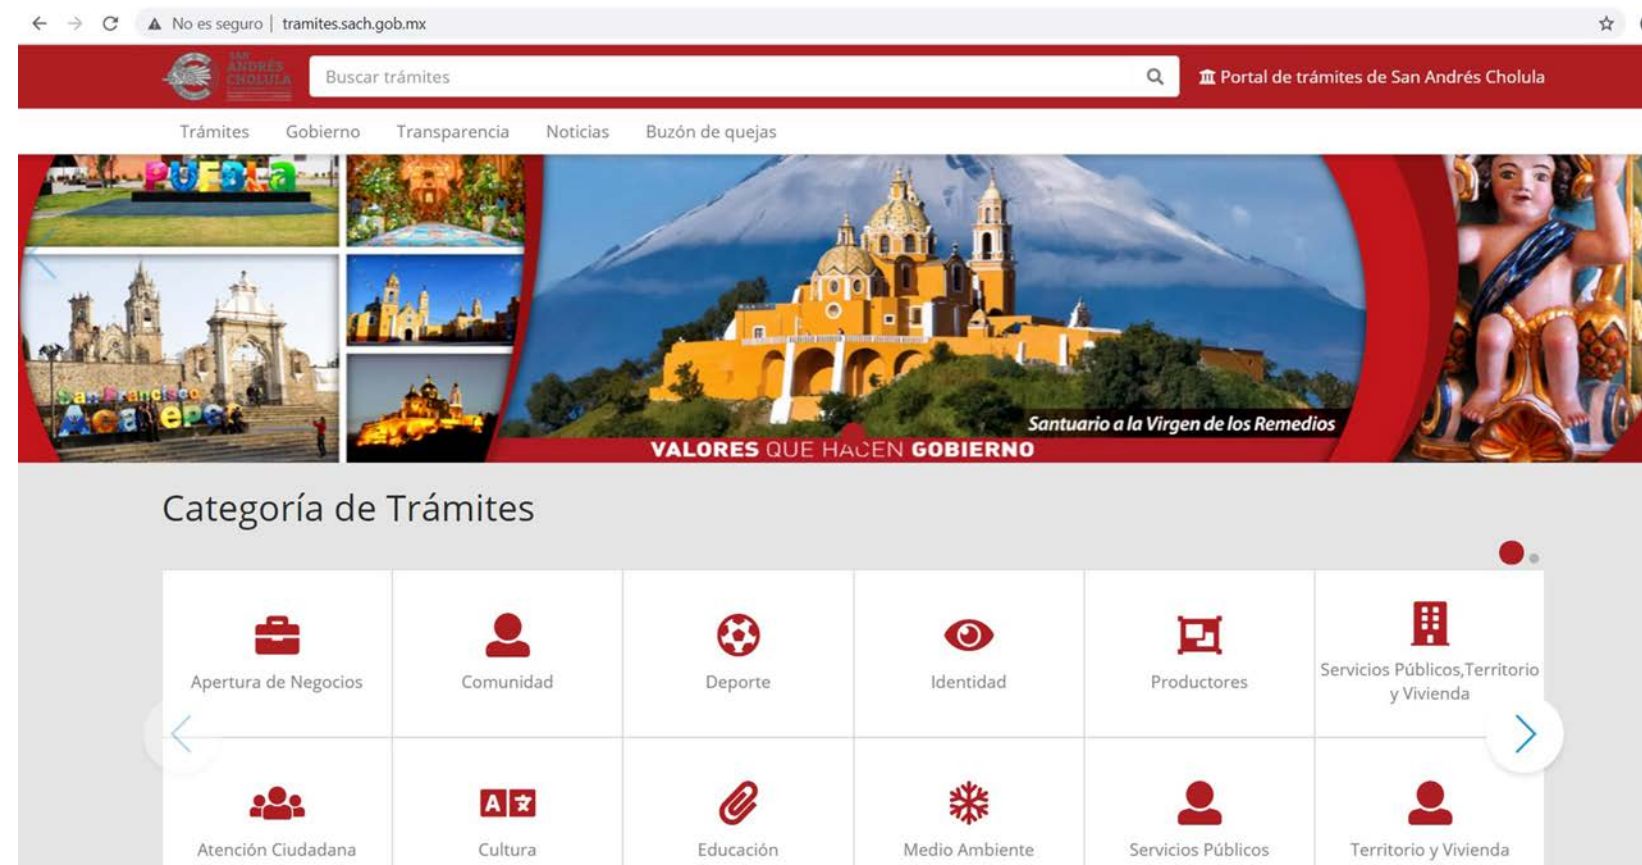 No es seguro | tramites.sach.gob.mx
SAN
ANDRÉS
CHOLULA
Buscar trámites
Portal de trámites de San Andrés Cholula
Trámites Gobierno Transparencia Noticias Buzón de quejas
PUEBLA
San Francisco
Acatepec
Santuario a la Virgen de los Remedios
VALORES QUE HACEN GOBIERNO
Categoría de Trámites
Apertura de Negocios
Comunidad
Deporte
Identidad
Productores
Servicios Públicos,Territorio
y Vivienda
Atención Ciudadana
Cultura
Educación
Medio Ambiente
Servicios Públicos
Territorio y Vivienda